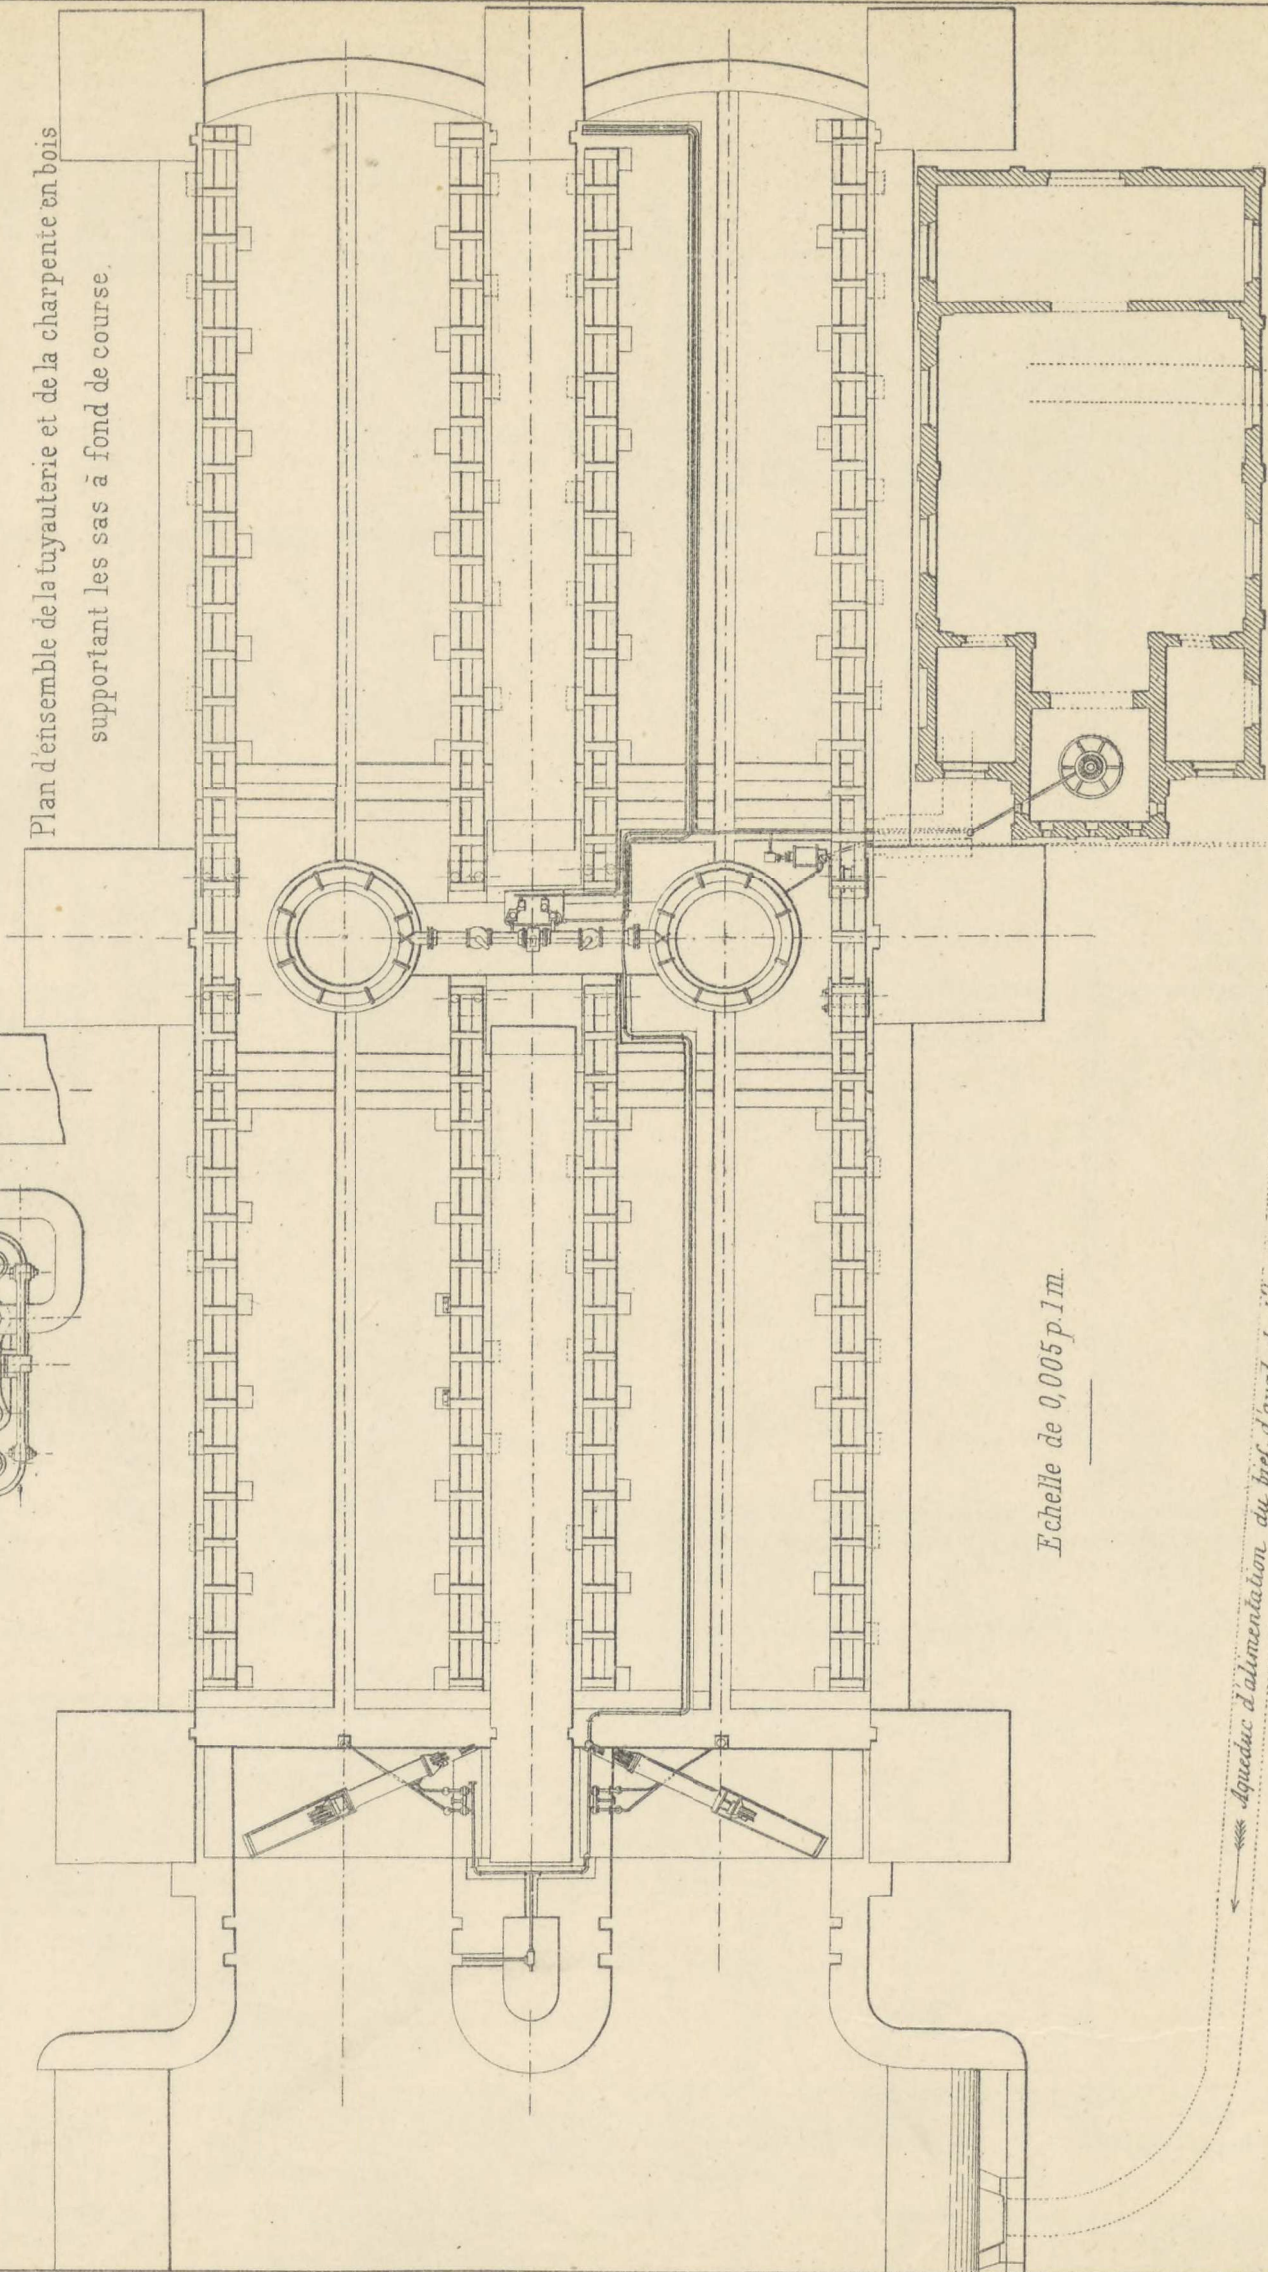 Plan d'ensemble de la tuyauterie et de la charpente en bois
supportant les sas à fond de course.
Echelle de 0,005 p. 1 m.
Aqueduc d'alimentation du bief d'aval